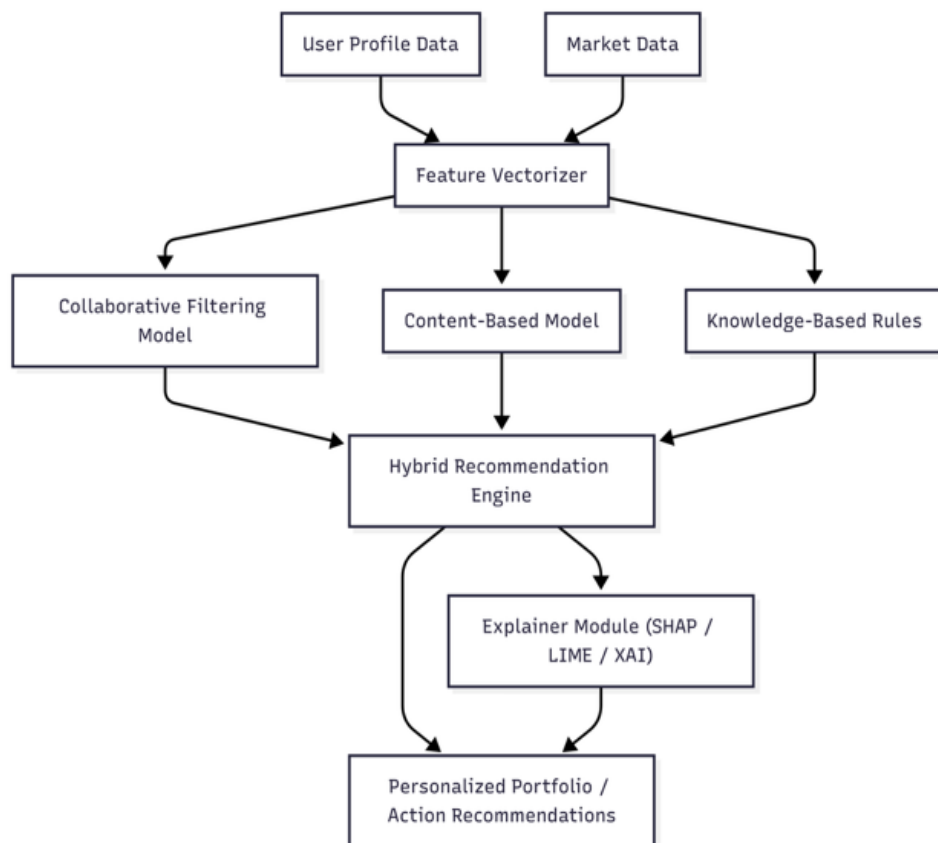 User Profile Data
Market Data
Feature Vectorizer
Collaborative Filtering
Model
Content-Based Model
Knowledge-Based Rules
Hybrid Recommendation
Engine
Explainer Module (SHAP /
LIME / XAI)
Personalized Portfolio /
Action Recommendations